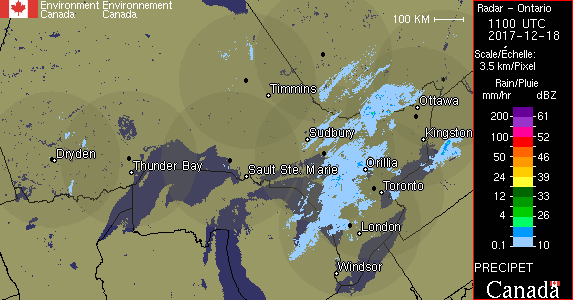 Environment Environnement
Canada Canada
100 KM
Timmins
Ottawa
Sudbury
Kingston
Dryden
Thunder Bay
Sault Ste. Marie
Orillia
Toronto
London
Windsor
Radar - Ontario
1100 UTC
2017-12-18
Scale/Échelle:
3.5 km/Pixel
Rain/Pluie
mm/hr dBZ
200 61
100 52
50 46
24 39
12 33
4 26
0.1 10
PRECIPET
Canada